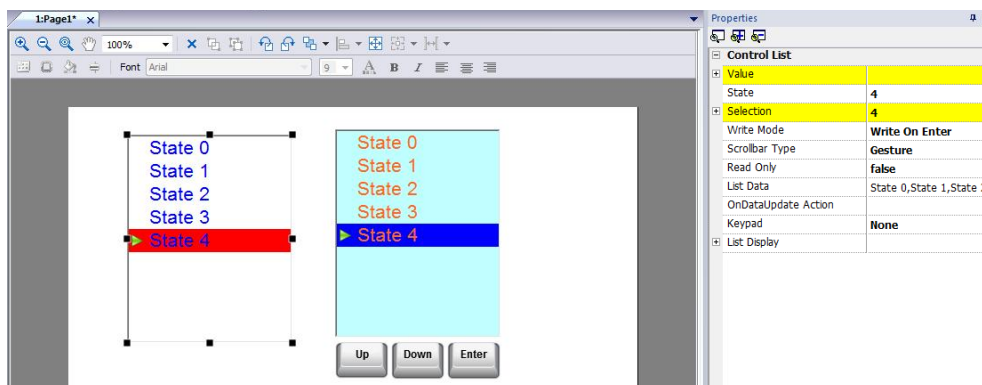 1:Page1* x
Properties
100%
Font Arial 9 A B I
Control List
Value
State 4
Selection 4
Write Mode Write On Enter
Scrollbar Type Gesture
Read Only false
List Data State 0,State 1,State
OnDataUpdate Action
Keypad None
List Display
State 0
State 1
State 2
State 3
State 4
State 0
State 1
State 2
State 3
State 4
Up Down Enter